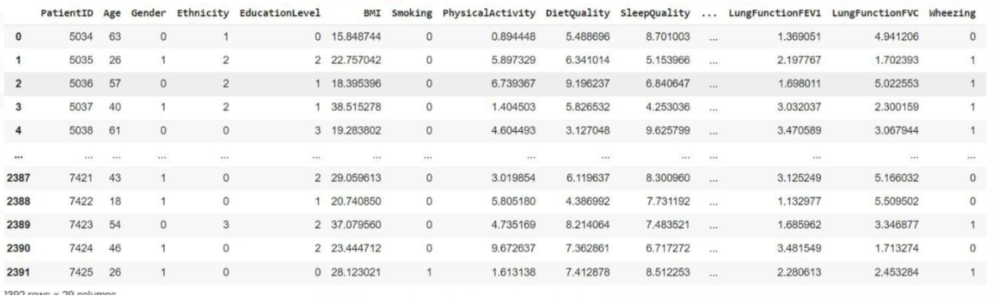 PatientID Age Gender Ethnicity EducationLevel BMI Smoking PhysicalActivity DietQuality SleepQuality ... LungFunctionFEV1 LungFunctionFVC Wheezing
0 5034 63 0 1 0 15.848744 0 0.894448 5.488696 8.701003 ... 1.369051 4.941206 0
1 5035 26 1 2 2 22.757042 0 5.897329 6.341014 5.153966 ... 2.197767 1.702393 1
2 5036 57 0 2 1 18.395396 0 6.739367 9.196237 6.840647 ... 1.698011 5.022553 1
3 5037 40 1 2 1 38.515278 0 1.404503 5.826532 4.253036 ... 3.032037 2.300159 1
4 5038 61 0 0 3 19.283802 0 4.604493 3.127048 9.625799 ... 3.470589 3.067944 1
... ... ... ... ... ... ... ... ... ... ... ... ... ... ...
2387 7421 43 1 0 2 29.059613 0 3.019854 6.119637 8.300960 ... 3.125249 5.166032 0
2388 7422 18 1 0 1 20.740850 0 5.805180 4.386992 7.731192 ... 1.132977 5.509502 0
2389 7423 54 0 3 2 37.079560 0 4.735169 8.214064 7.483521 ... 1.685962 3.346877 1
2390 7424 46 1 0 2 23.444712 0 9.672637 7.362861 6.717272 ... 3.481549 1.713274 0
2391 7425 26 1 0 0 28.123021 1 1.613138 7.412878 8.512253 ... 2.280613 2.453284 1
2392 rows × 29 columns